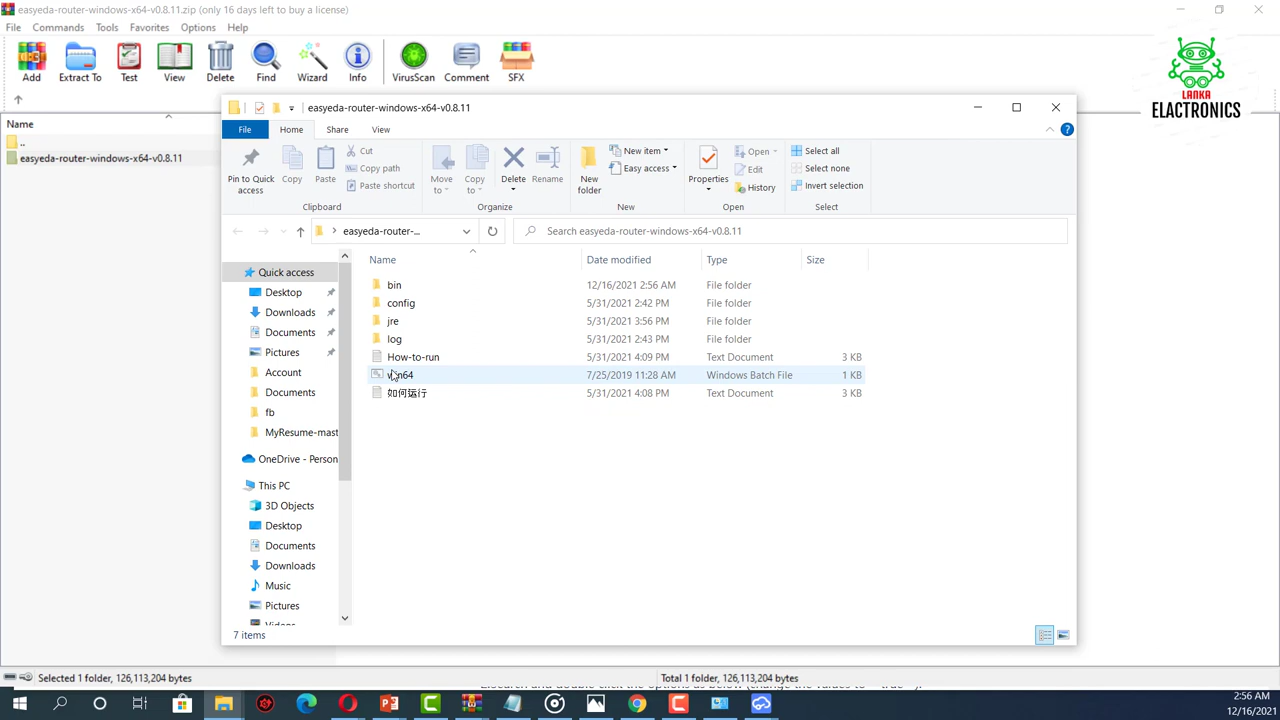 easyeda-router-windows-x64-v0.8.11.zip (only 16 days left to buy a license)
File Commands Tools Favorites Options Help
Add Extract To Test View Delete Find Wizard Info VirusScan Comment SFX
LANKA
ELACTRONICS
Name
..
easyeda-router-windows-x64-v0.8.11
easyeda-router-windows-x64-v0.8.11
File Home Share View
Pin to Quick access
Copy
Paste
Cut
Copy path
Paste shortcut
Clipboard
Move to
Copy to
Delete
Rename
Organize
New folder
New item
Easy access
New
Properties
Open
Edit
History
Open
Select all
Select none
Invert selection
Select
easyeda-router-...
Search easyeda-router-windows-x64-v0.8.11
Name Date modified Type Size
bin 12/16/2021 2:56 AM File folder
config 5/31/2021 2:42 PM File folder
jre 5/31/2021 3:56 PM File folder
log 5/31/2021 2:43 PM File folder
How-to-run 5/31/2021 4:09 PM Text Document 3 KB
win64 7/25/2019 11:28 AM Windows Batch File 1 KB
如何运行 5/31/2021 4:08 PM Text Document 3 KB
Quick access
Desktop
Downloads
Documents
Pictures
Account
Documents
fb
MyResume-mast
OneDrive - Person
This PC
3D Objects
Desktop
Documents
Downloads
Music
Pictures
Videos
7 items
Selected 1 folder, 126,113,204 bytes
Total 1 folder, 126,113,204 bytes
2:56 AM
12/16/2021